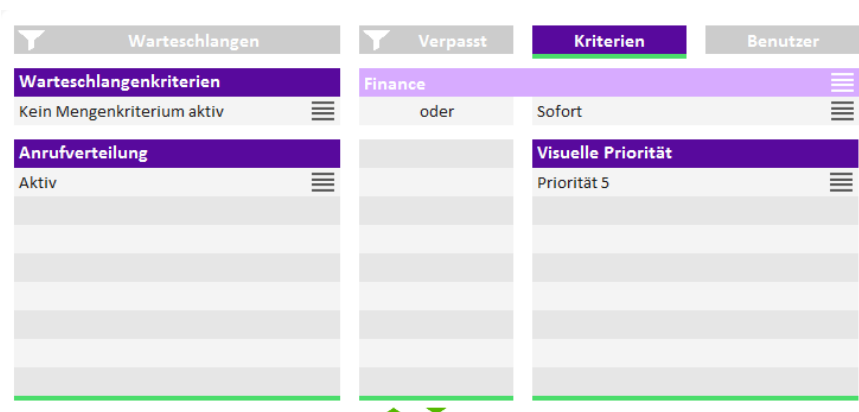 Warteschlangen
Verpasst
Kriterien
Benutzer
Warteschlangenkriterien
Finance
Kein Mengenkriterium aktiv
oder
Sofort
Anrufverteilung
Visuelle Priorität
Aktiv
Priorität 5